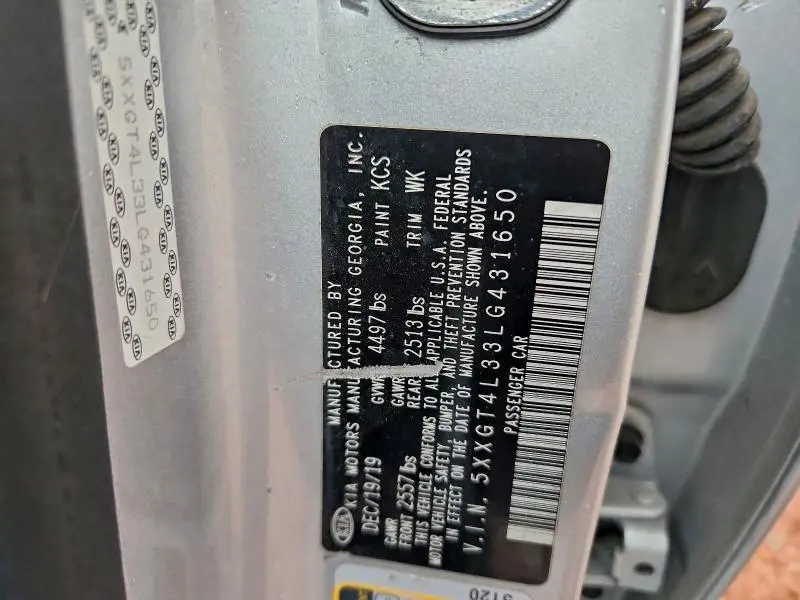 5XXGT4L33LG431650
KIA
MANUFACTURED BY
KIA MOTORS MANUFACTURING GEORGIA, INC.
DEC/19/19 4497 lbs PAINT KCS
GAWR
FRONT 2557 lbs REAR 2513 lbs TRIM WK
THIS VEHICLE CONFORMS TO ALL APPLICABLE U.S.A. FEDERAL
MOTOR VEHICLE SAFETY, BUMPER, AND THEFT PREVENTION STANDARDS
IN EFFECT ON THE DATE OF MANUFACTURE SHOWN ABOVE.
V.I.N. 5XXGT4L33LG431650
PASSENGER CAR
5120